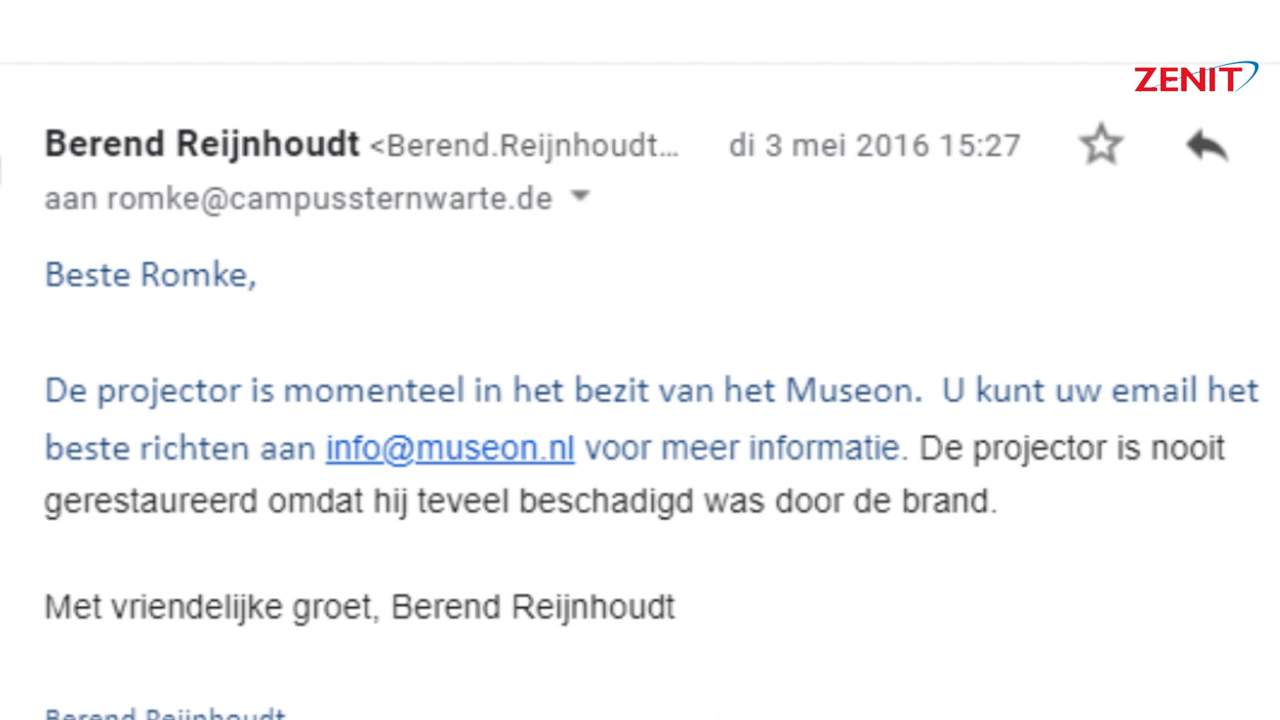 ZENIT
Berend Reijnhoudt <Berend.Reijnhoudt... di 3 mei 2016 15:27
aan romke@campussternwarte.de
Beste Romke,
De projector is momenteel in het bezit van het Museon.  U kunt uw email het
beste richten aan info@museon.nl voor meer informatie. De projector is nooit
gerestaureerd omdat hij teveel beschadigd was door de brand.
Met vriendelijke groet, Berend Reijnhoudt
Berend Reijnhoudt